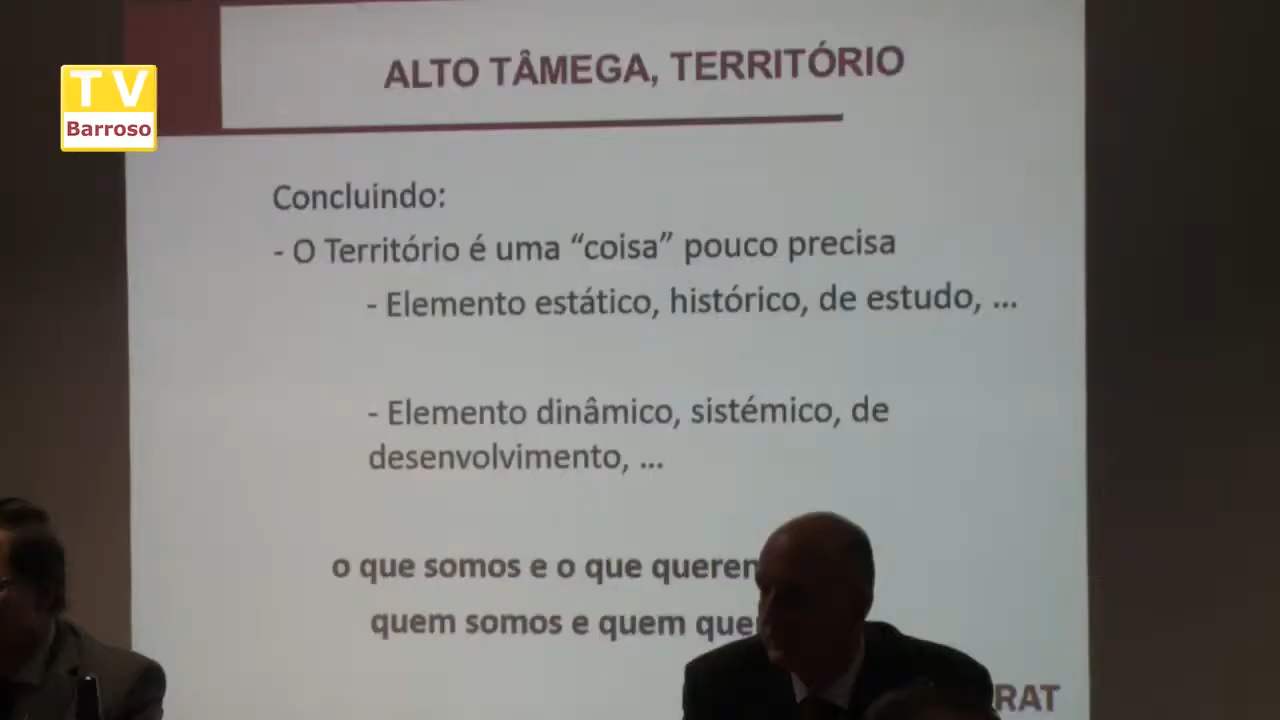 TV
Barroso
ALTO TÂMEGA, TERRITÓRIO
Concluindo:
- O Território é uma “coisa” pouco precisa
- Elemento estático, histórico, de estudo, ...
- Elemento dinâmico, sistémico, de
desenvolvimento, ...
o que somos e o que
quem somos e quem